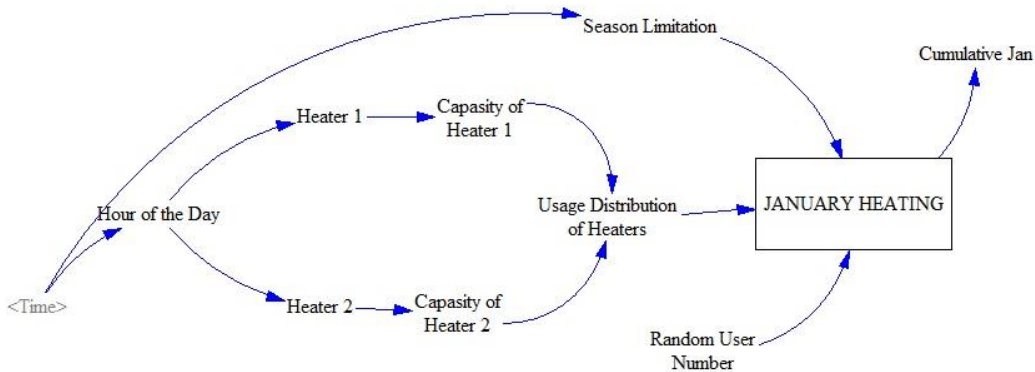 Season Limitation
Cumulative Jan
Heater 1
Capasity of
Heater 1
JANUARY HEATING
Hour of the Day
Usage Distribution
of Heaters
<Time>
Heater 2
Capasity of
Heater 2
Random User
Number